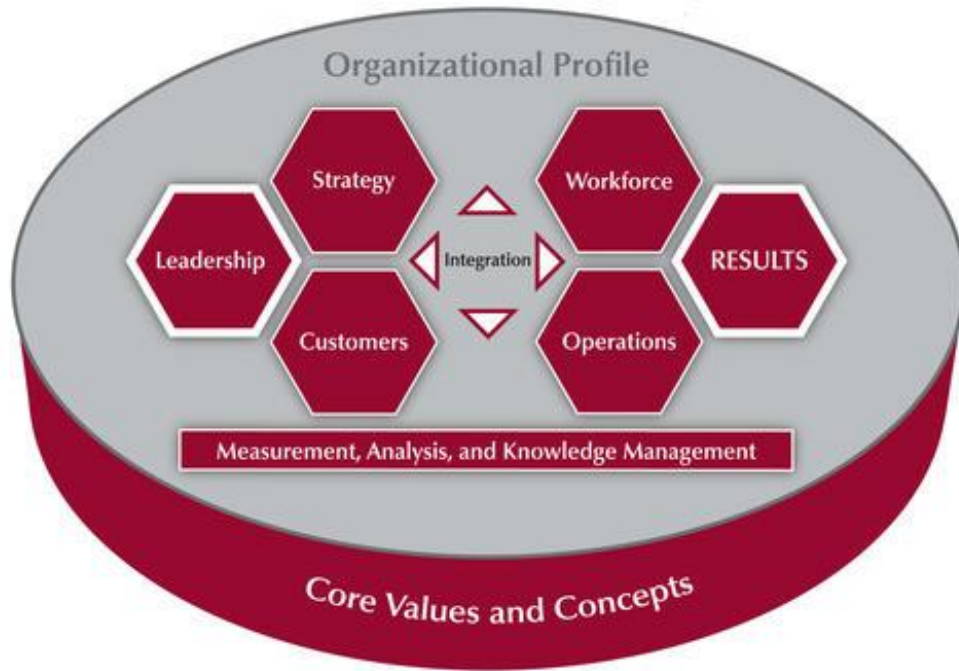 Organizational Profile
Strategy
Workforce
Leadership
Integration
RESULTS
Customers
Operations
Measurement, Analysis, and Knowledge Management
Core Values and Concepts